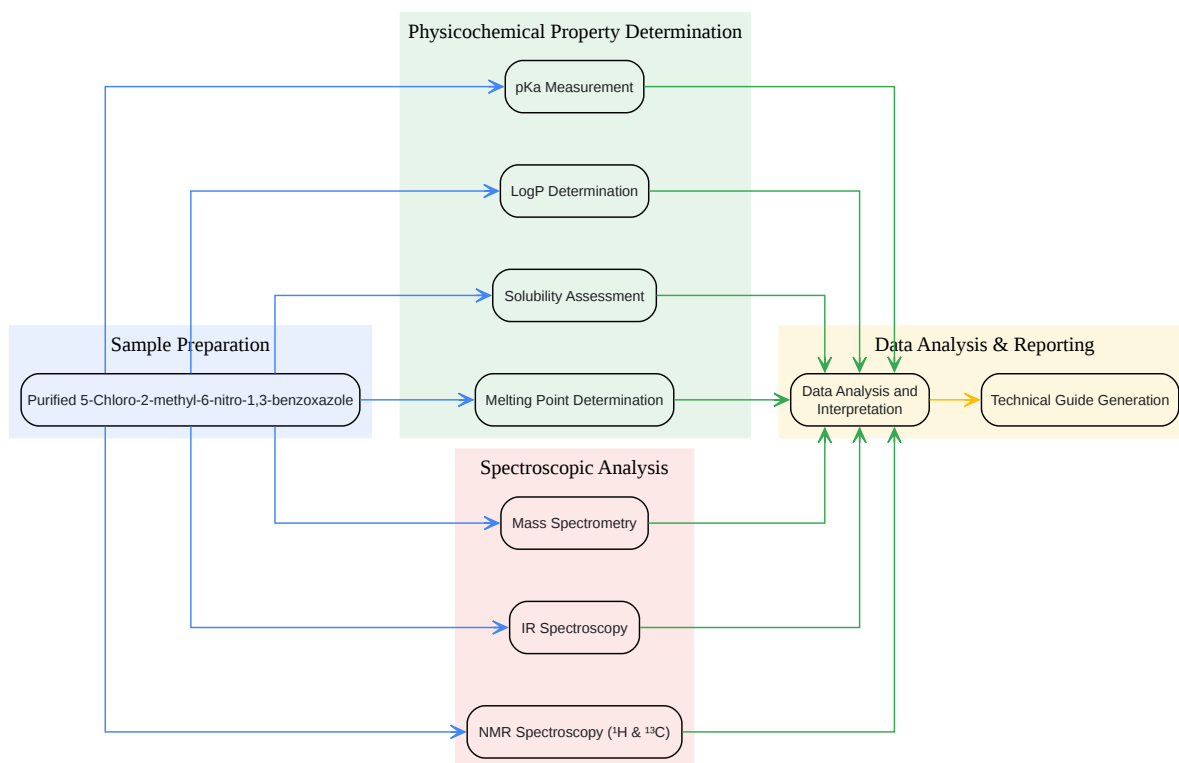 Physicochemical Property Determination
pKa Measurement
LogP Determination
Solubility Assessment
Sample Preparation
Data Analysis & Reporting
Purified 5-Chloro-2-methyl-6-nitro-1,3-benzoxazole
Melting Point Determination
Data Analysis and
Interpretation
Technical Guide Generation
Spectroscopic Analysis
Mass Spectrometry
IR Spectroscopy
NMR Spectroscopy (¹H & ¹³C)